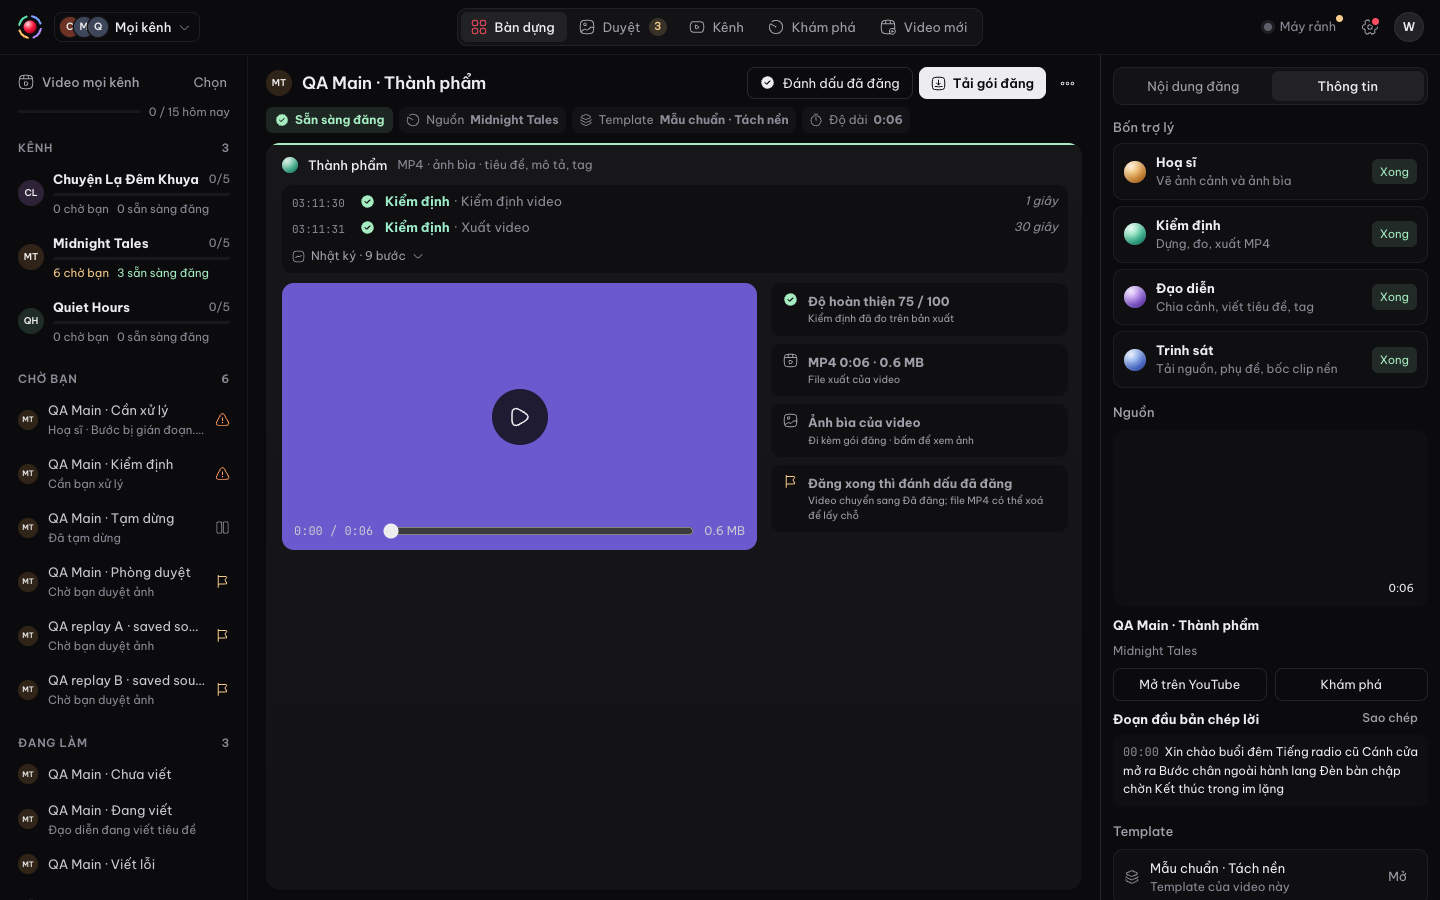 C M Q Mọi kênh
Bàn dựng
Duyệt 3
Kênh
Khám phá
Video mới
Máy rảnh
W
Video mọi kênh
Chọn
0 / 15 hôm nay
KÊNH 3
CL Chuyện Lạ Đêm Khuya 0/5
0 chờ bạn 0 sẵn sàng đăng
MT Midnight Tales 0/5
6 chờ bạn 3 sẵn sàng đăng
QH Quiet Hours 0/5
0 chờ bạn 0 sẵn sàng đăng
CHỜ BẠN 6
MT QA Main · Cần xử lý
Hoạ sĩ · Bước bị gián đoạn....
MT QA Main · Kiểm định
Cần bạn xử lý
MT QA Main · Tạm dừng
Đã tạm dừng
MT QA Main · Phòng duyệt
Chờ bạn duyệt ảnh
MT QA replay A · saved so...
Chờ bạn duyệt ảnh
MT QA replay B · saved sou...
Chờ bạn duyệt ảnh
ĐANG LÀM 3
MT QA Main · Chưa viết
MT QA Main · Đang viết
Đạo diễn đang viết tiêu đề
MT QA Main · Viết lỗi
MT QA Main · Thành phẩm
Đánh dấu đã đăng
Tải gói đăng
Sẵn sàng đăng
Nguồn Midnight Tales
Template Mẫu chuẩn · Tách nền
Độ dài 0:06
Thành phẩm MP4 · ảnh bìa · tiêu đề, mô tả, tag
03:11:30 Kiểm định · Kiểm định video 1 giây
03:11:31 Kiểm định · Xuất video 30 giây
Nhật ký · 9 bước
0:00 / 0:06
0.6 MB
Độ hoàn thiện 75 / 100
Kiểm định đã đo trên bản xuất
MP4 0:06 · 0.6 MB
File xuất của video
Ảnh bìa của video
Đi kèm gói đăng · bấm để xem ảnh
Đăng xong thì đánh dấu đã đăng
Video chuyển sang Đã đăng; file MP4 có thể xoá
để lấy chỗ
Nội dung đăng
Thông tin
Bốn trợ lý
Hoạ sĩ
Vẽ ảnh cảnh và ảnh bìa
Xong
Kiểm định
Dựng, đo, xuất MP4
Xong
Đạo diễn
Chia cảnh, viết tiêu đề, tag
Xong
Trinh sát
Tải nguồn, phụ đề, bốc clip nền
Xong
Nguồn
0:06
QA Main · Thành phẩm
Midnight Tales
Mở trên YouTube
Khám phá
Đoạn đầu bản chép lời
Sao chép
00:00 Xin chào buổi đêm Tiếng radio cũ Cánh cửa
mở ra Bước chân ngoài hành lang Đèn bàn chập
chờn Kết thúc trong im lặng
Template
Mẫu chuẩn · Tách nền
Template của video này
Mở